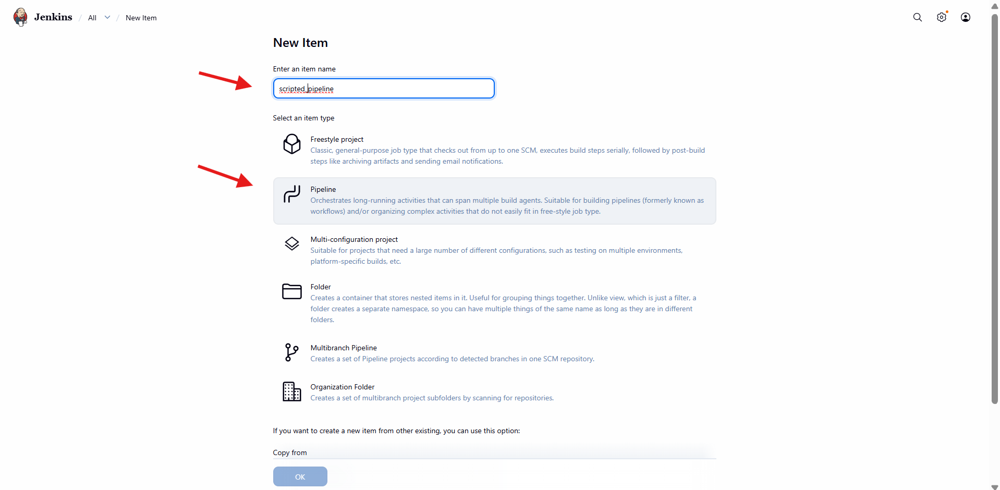 Jenkins / All / New Item
New Item
Enter an item name
scripted_pipeline
Select an item type
Freestyle project
Classic, general-purpose job type that checks out from up to one SCM, executes build steps serially, followed by post-build
steps like archiving artifacts and sending email notifications.
Pipeline
Orchestrates long-running activities that can span multiple build agents. Suitable for building pipelines (formerly known as
workflows) and/or organizing complex activities that do not easily fit in free-style job type.
Multi-configuration project
Suitable for projects that need a large number of different configurations, such as testing on multiple environments,
platform-specific builds, etc.
Folder
Creates a container that stores nested items in it. Useful for grouping things together. Unlike view, which is just a filter, a
folder creates a separate namespace, so you can have multiple things of the same name as long as they are in different
folders.
Multibranch Pipeline
Creates a set of Pipeline projects according to detected branches in one SCM repository.
Organization Folder
Creates a set of multibranch project subfolders by scanning for repositories.
If you want to create a new item from other existing, you can use this option:
Copy from
OK